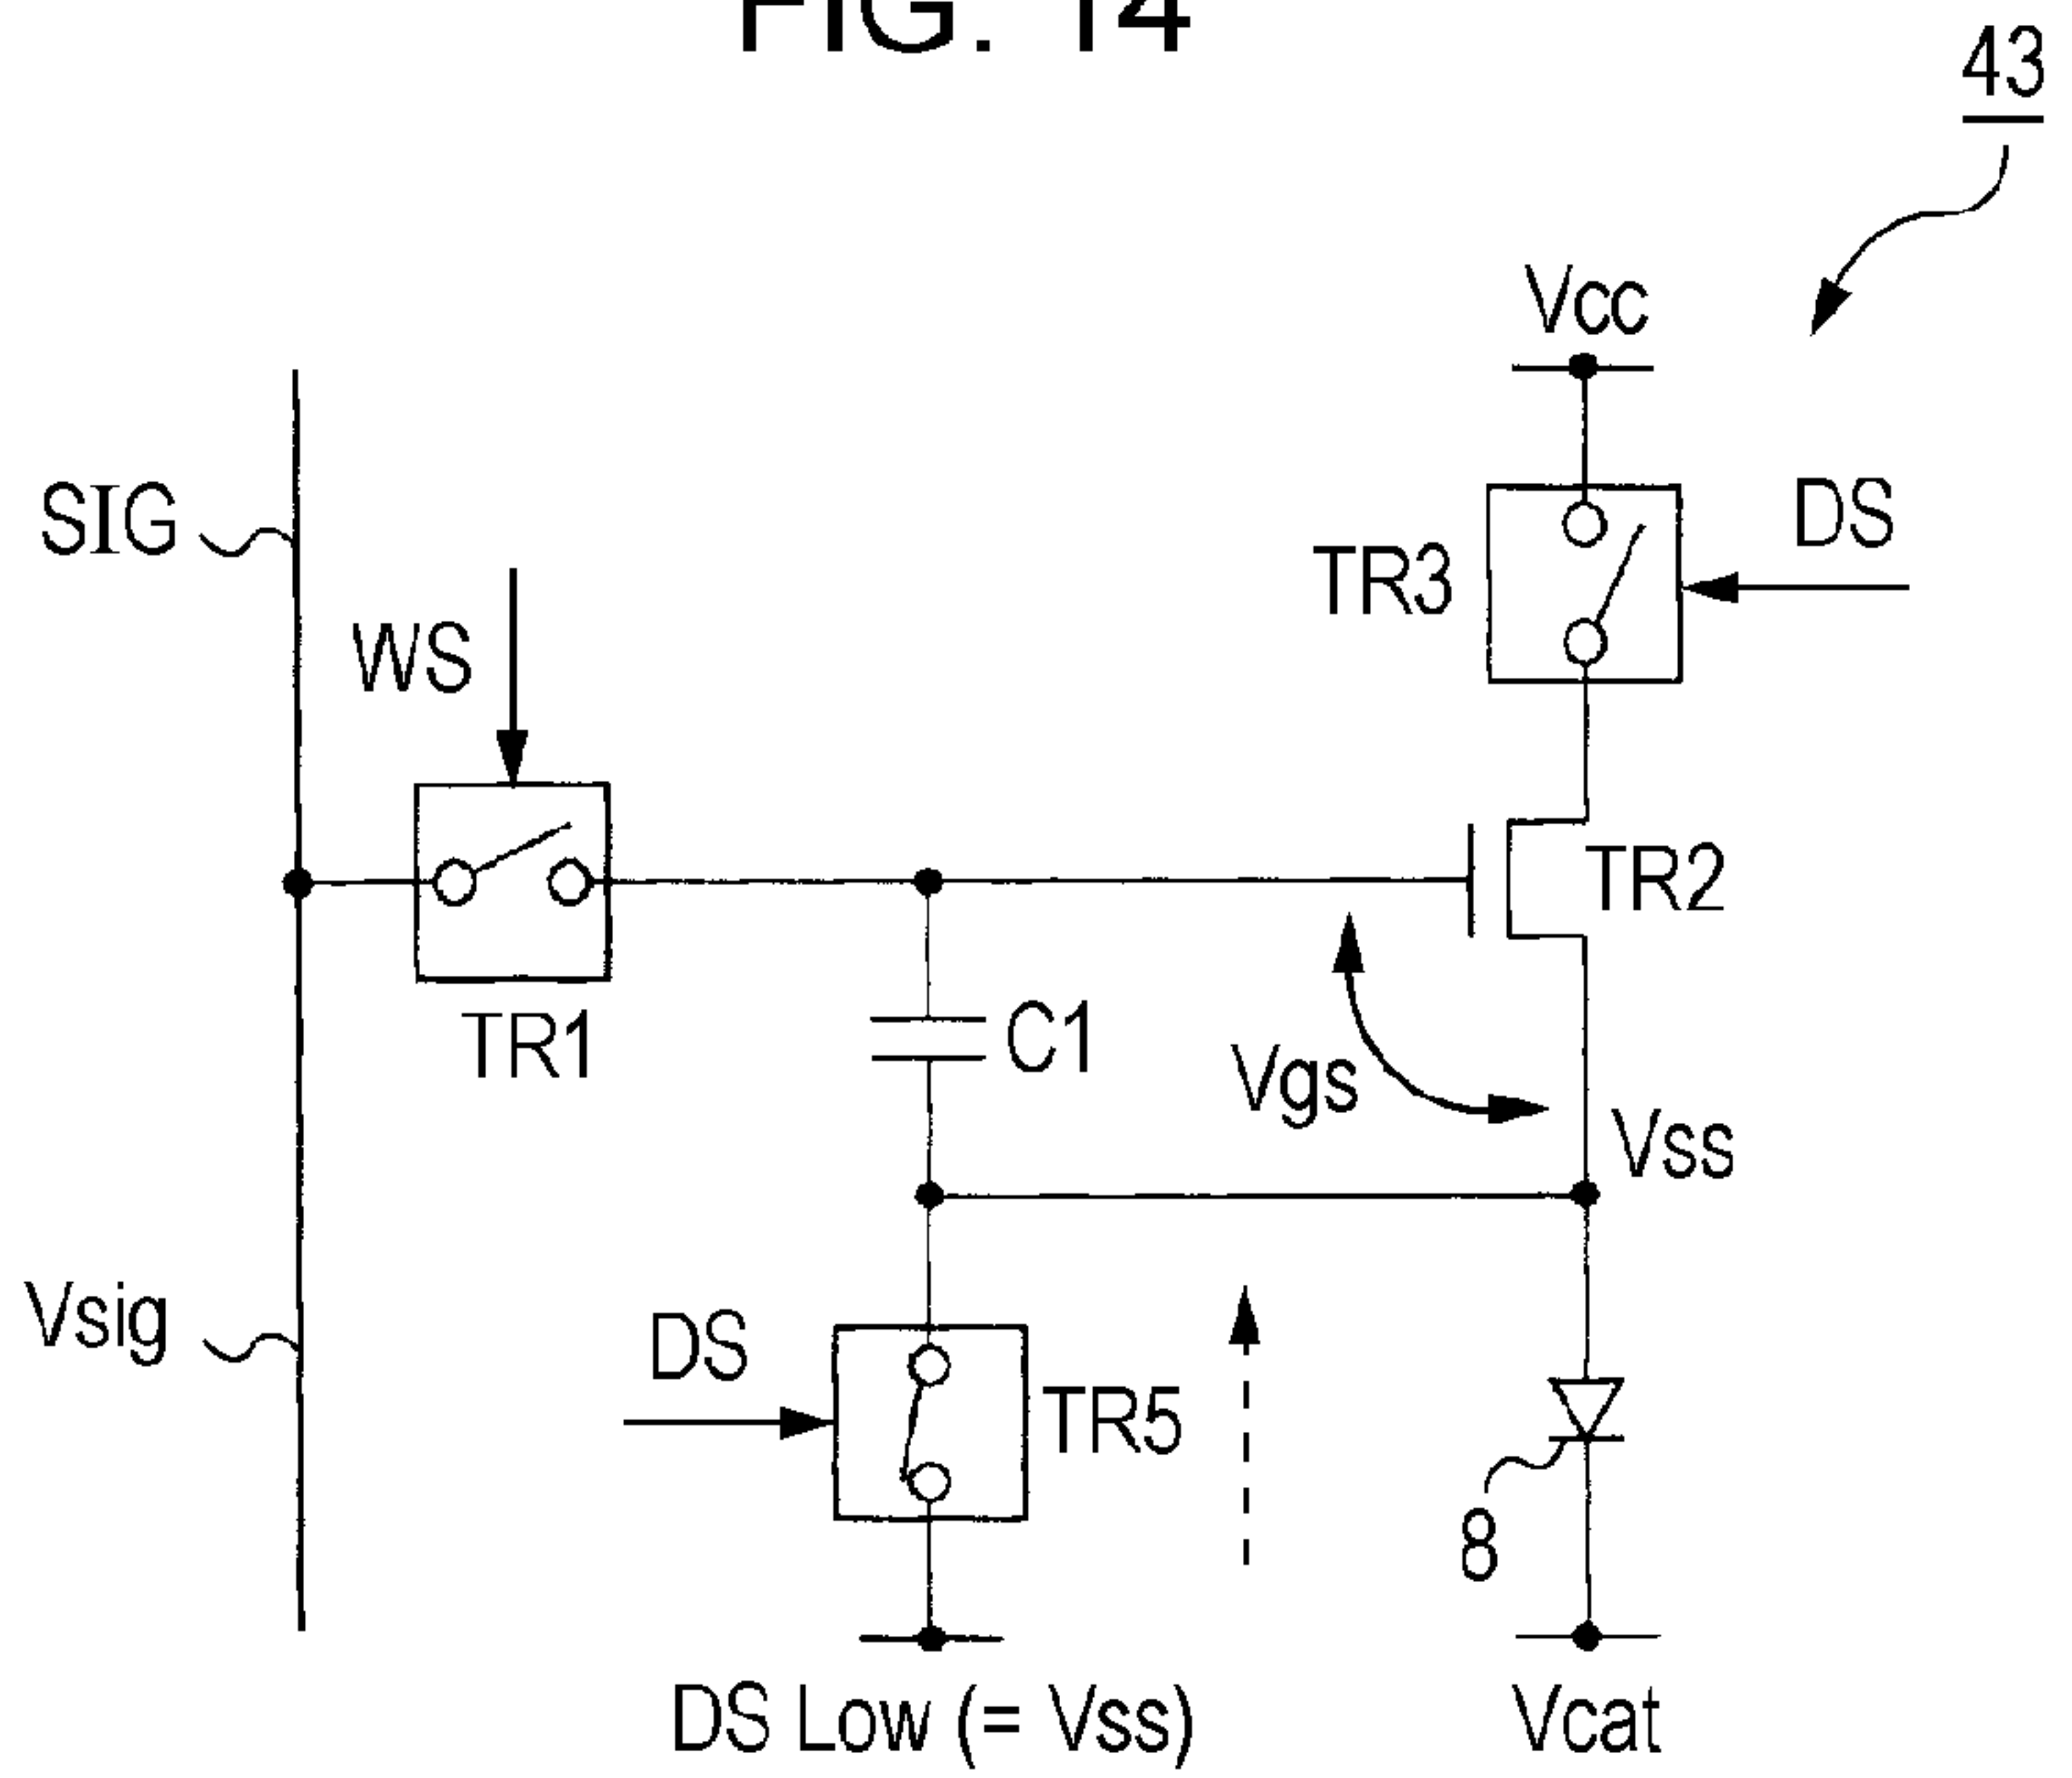 FIG. 14
43
Vcc
SIG
DS
TR3
WS
TR2
TR1
C1
Vgs
Vss
Vsig
DS
TR5
8
DS Low (= Vss)
Vcat